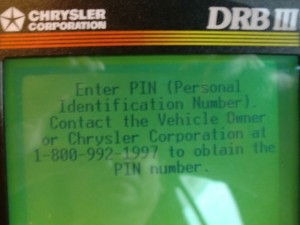 CHRYSLER
CORPORATION
DRB III
Enter PIN (Personal
Identification Number).
Contact the Vehicle Owner
or Chrysler Corporation at
1-800-992-1997 to obtain the
PIN number.